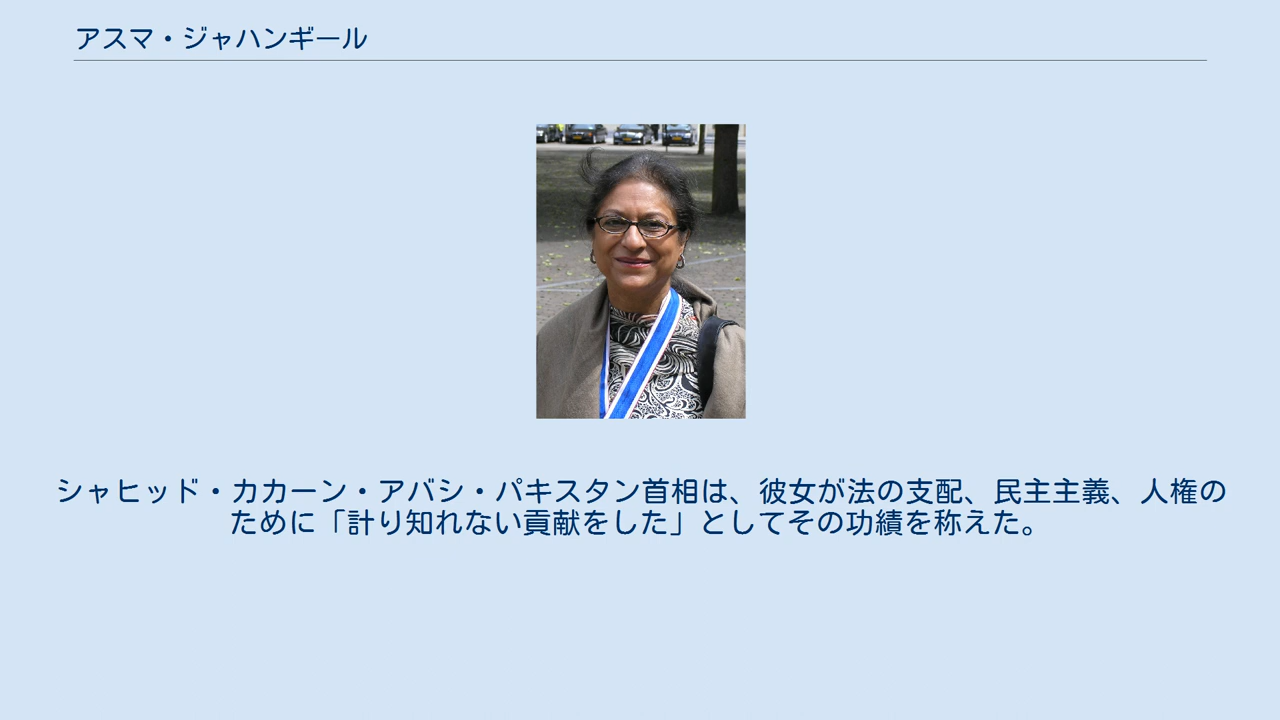 アスマ・ジャハンギール
シャヒッド・カカーン・アバシ・パキスタン首相は、彼女が法の支配、民主主義、人権の
ために「計り知れない貢献をした」としてその功績を称えた。